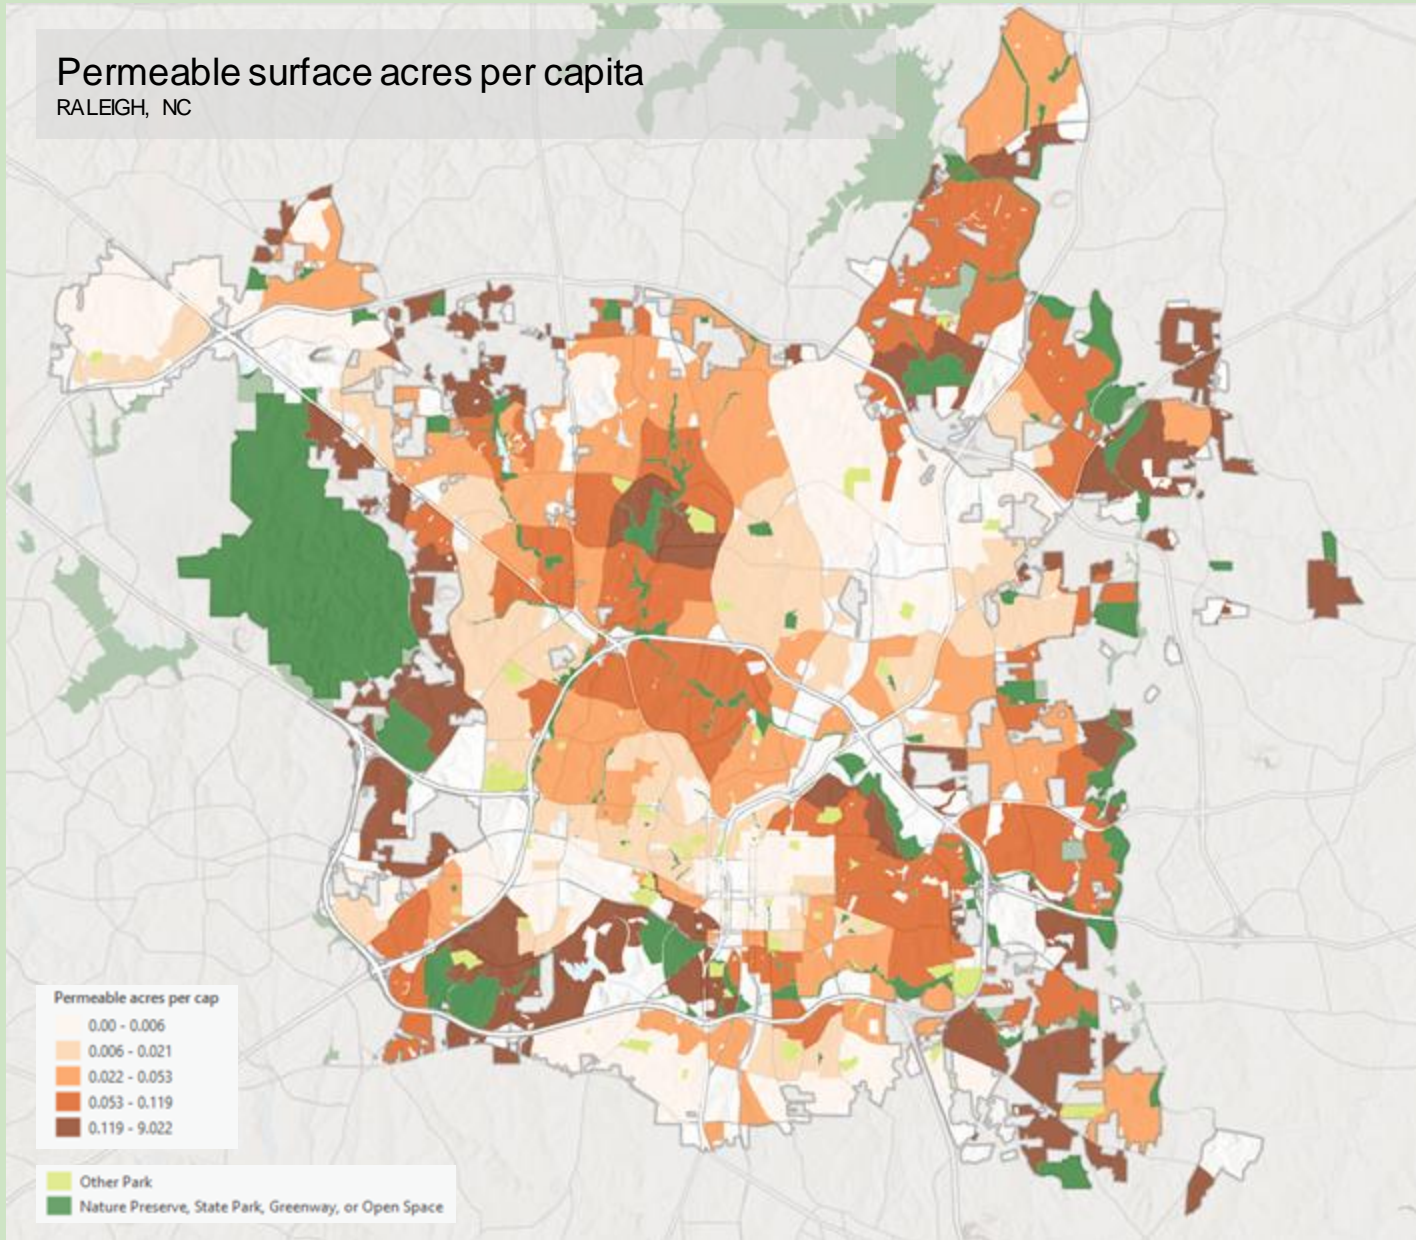 Permeable surface acres per capita
RALEIGH, NC
Permeable acres per cap
0.00 - 0.006
0.006 - 0.021
0.022 - 0.053
0.053 - 0.119
0.119 - 9.022
Other Park
Nature Preserve, State Park, Greenway, or Open Space